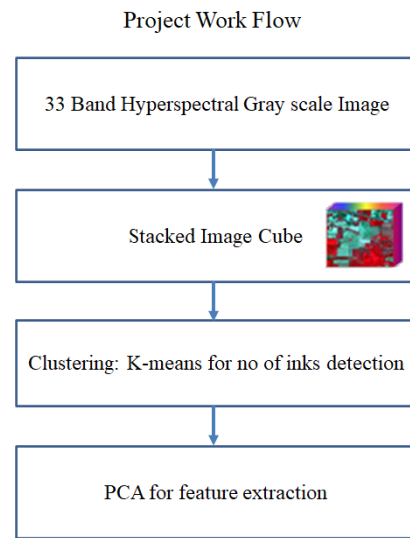 Project Work Flow
33 Band Hyperspectral Gray scale Image
Stacked Image Cube
Clustering: K-means for no of inks detection
PCA for feature extraction